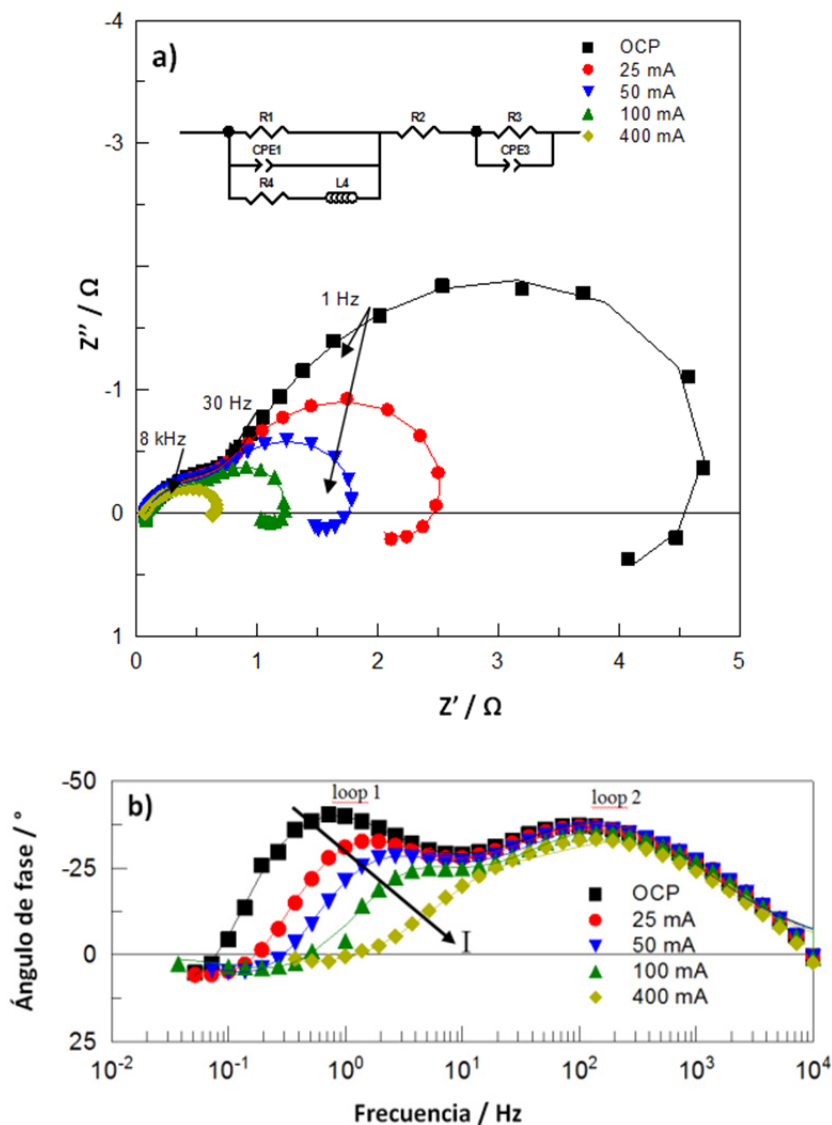 -4
a)
OCP
25 mA
50 mA
100 mA
400 mA
R1
R2
R3
CPE1
CPE3
R4
L4
-3
-2
Z'' / Ω
1 Hz
-1
30 Hz
8 kHz
0
1
0
1
2
3
4
5
Z' / Ω
-50
b)
loop 1
loop 2
-25
Ángulo de fase / °
OCP
25 mA
50 mA
100 mA
400 mA
I
0
25
10⁻²
10⁻¹
10⁰
10¹
10²
10³
10⁴
Frecuencia / Hz